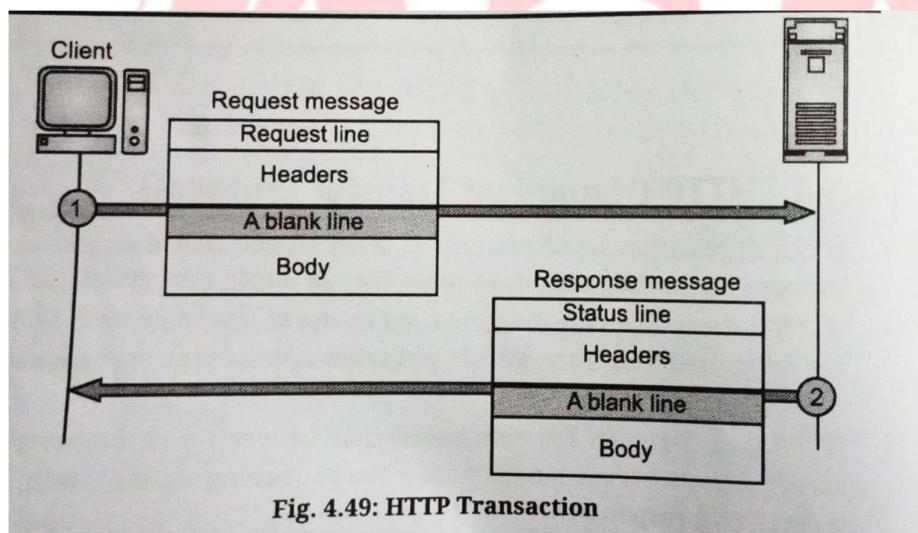 Client
Request message
Request line
Headers
1
A blank line
Body
Response message
Status line
Headers
2
A blank line
Body
Fig. 4.49: HTTP Transaction